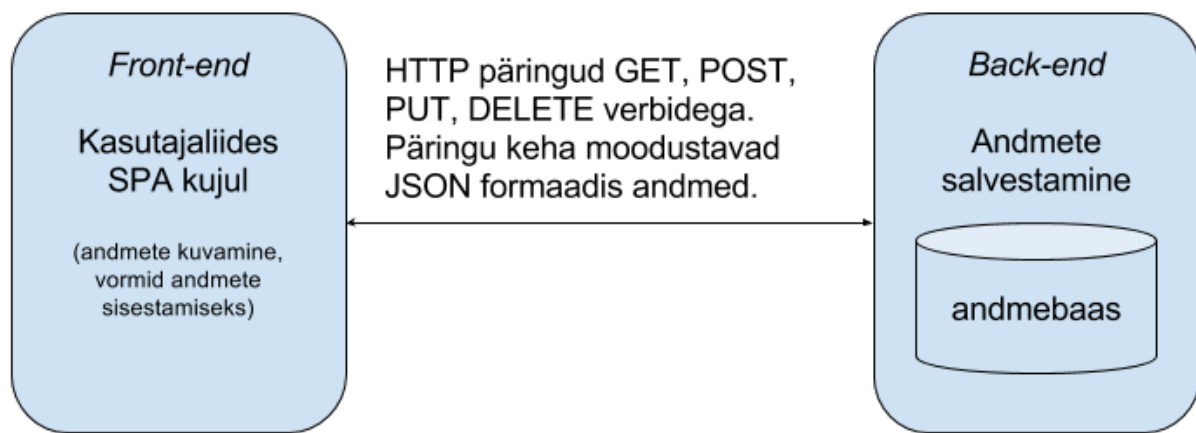 Front-end
Kasutajaliides
SPA kujul
(andmete kuvamine,
vormid andmete
sisestamiseks)
HTTP päringud GET, POST,
PUT, DELETE verbidega.
Päringu keha moodustavad
JSON formaadis andmed.
Back-end
Andmete
salvestamine
andmebaas